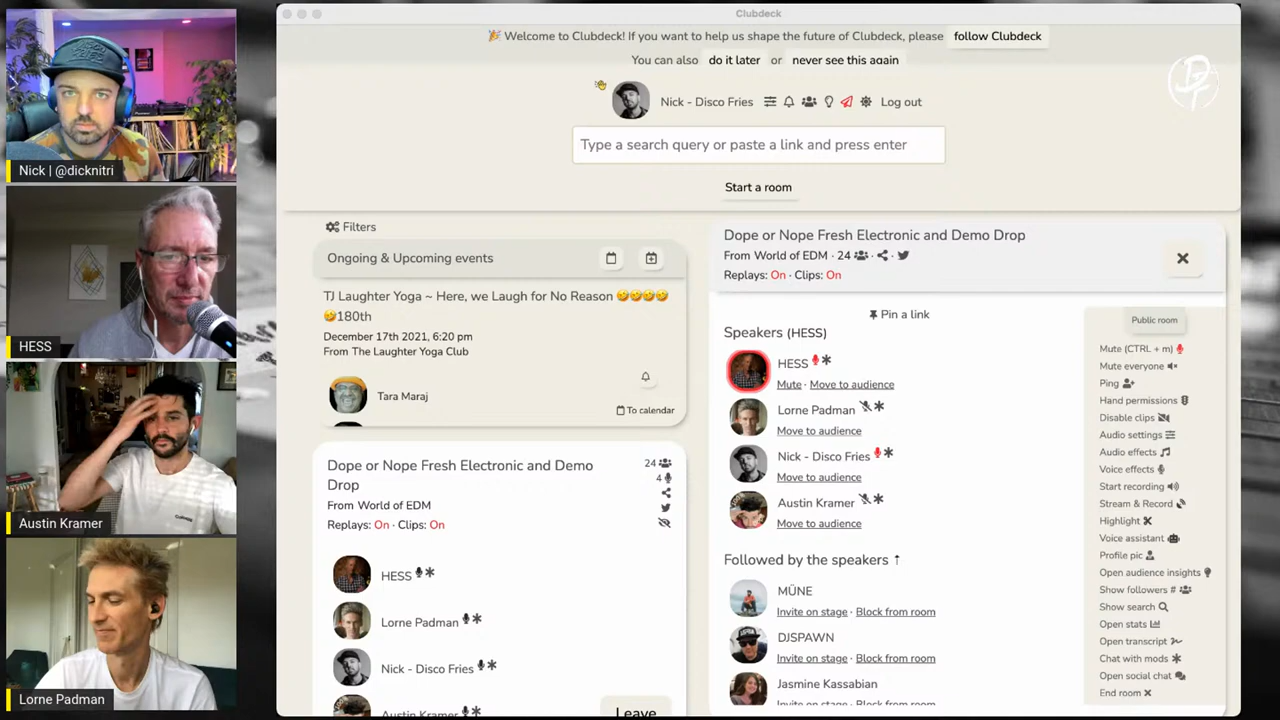 Nick | @dicknitri
HESS
Austin Kramer
Lorne Padman
Clubdeck
🎉 Welcome to Clubdeck! If you want to help us shape the future of Clubdeck, please follow Clubdeck
You can also do it later or never see this again
👋 Nick - Disco Fries Log out
Type a search query or paste a link and press enter
Start a room
Filters
Ongoing & Upcoming events
TJ Laughter Yoga ~ Here, we Laugh for No Reason 🤣🤣🤣🤣
🤣180th
December 17th 2021, 6:20 pm
From The Laughter Yoga Club
Tara Maraj
To calendar
Dope or Nope Fresh Electronic and Demo
Drop
24
4
From World of EDM
Replays: On · Clips: On
HESS
Lorne Padman
Nick - Disco Fries
Austin Kramer
Leave
Dope or Nope Fresh Electronic and Demo Drop
From World of EDM · 24
Replays: On · Clips: On
Pin a link
Speakers (HESS)
HESS
Mute · Move to audience
Lorne Padman
Move to audience
Nick - Disco Fries
Move to audience
Austin Kramer
Move to audience
Followed by the speakers ↑
MÜNE
Invite on stage · Block from room
DJSPAWN
Invite on stage · Block from room
Jasmine Kassabian
Invite on stage · Block from room
Public room
Mute (CTRL + m)
Mute everyone
Ping
Hand permissions
Disable clips
Audio settings
Audio effects
Voice effects
Start recording
Stream & Record
Highlight
Voice assistant
Profile pic
Open audience insights
Show followers #
Show search
Open stats
Open transcript
Chat with mods
Open social chat
End room